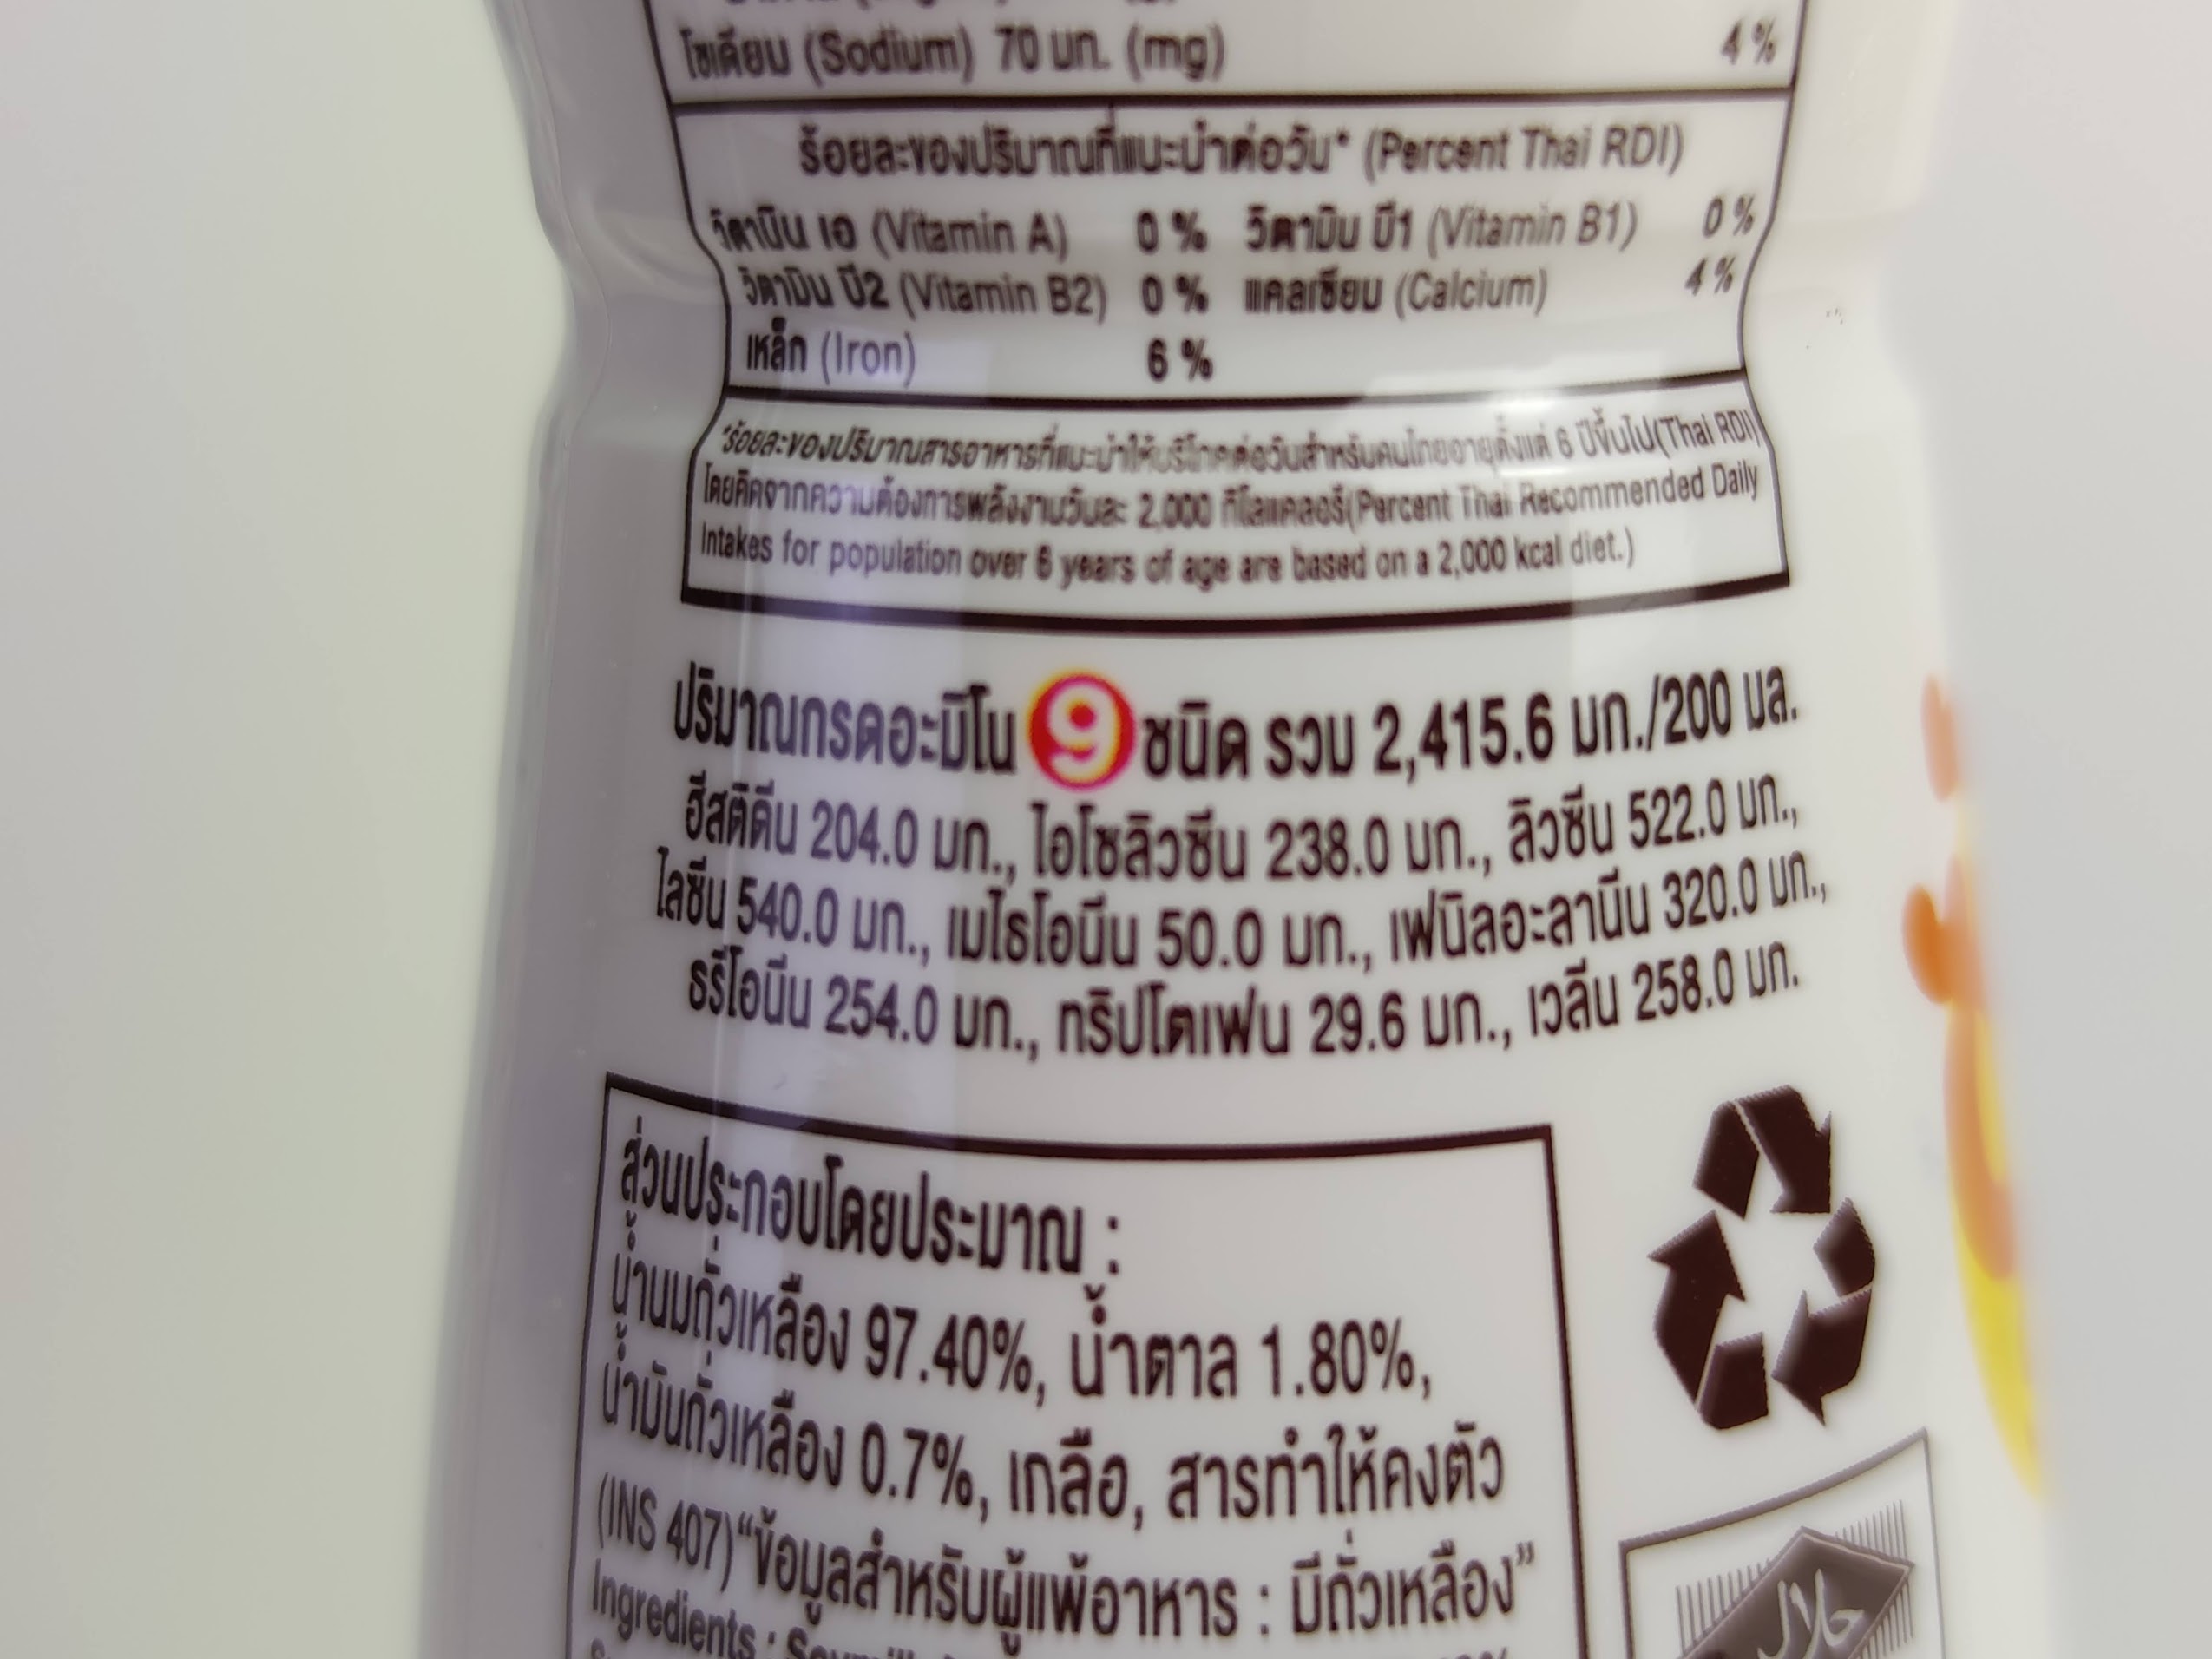 โซเดียม (Sodium) 70 มก. (mg) 4 %
ร้อยละของปริมาณที่แนะนำต่อวัน* (Percent Thai RDI)
วิตามิน เอ (Vitamin A) 0 % วิตามิน บี1 (Vitamin B1) 0 %
วิตามิน บี2 (Vitamin B2) 0 % แคลเซียม (Calcium) 4 %
เหล็ก (Iron) 6 %
*ร้อยละของปริมาณสารอาหารที่แนะนำให้บริโภคต่อวันสำหรับคนไทยอายุตั้งแต่ 6 ปีขึ้นไป(Thai RDI)
โดยคิดจากความต้องการพลังงานวันละ 2,000 กิโลแคลอรี(Percent Thai Recommended Daily
Intakes for population over 6 years of age are based on a 2,000 kcal diet.)
ปริมาณกรดอะมิโน 9 ชนิด รวม 2,415.6 มก./200 มล.
ฮีสติดีน 204.0 มก., ไอโซลิวซีน 238.0 มก., ลิวซีน 522.0 มก.,
ไลซีน 540.0 มก., เมไธโอนีน 50.0 มก., เฟนิลอะลานีน 320.0 มก.,
ธรีโอนีน 254.0 มก., ทริปโตเฟน 29.6 มก., เวลีน 258.0 มก.
ส่วนประกอบโดยประมาณ :
น้ำนมถั่วเหลือง 97.40%, น้ำตาล 1.80%,
น้ำมันถั่วเหลือง 0.7%, เกลือ, สารทำให้คงตัว
(INS 407)"ข้อมูลสำหรับผู้แพ้อาหาร : มีถั่วเหลือง"
Ingredients :
حلال